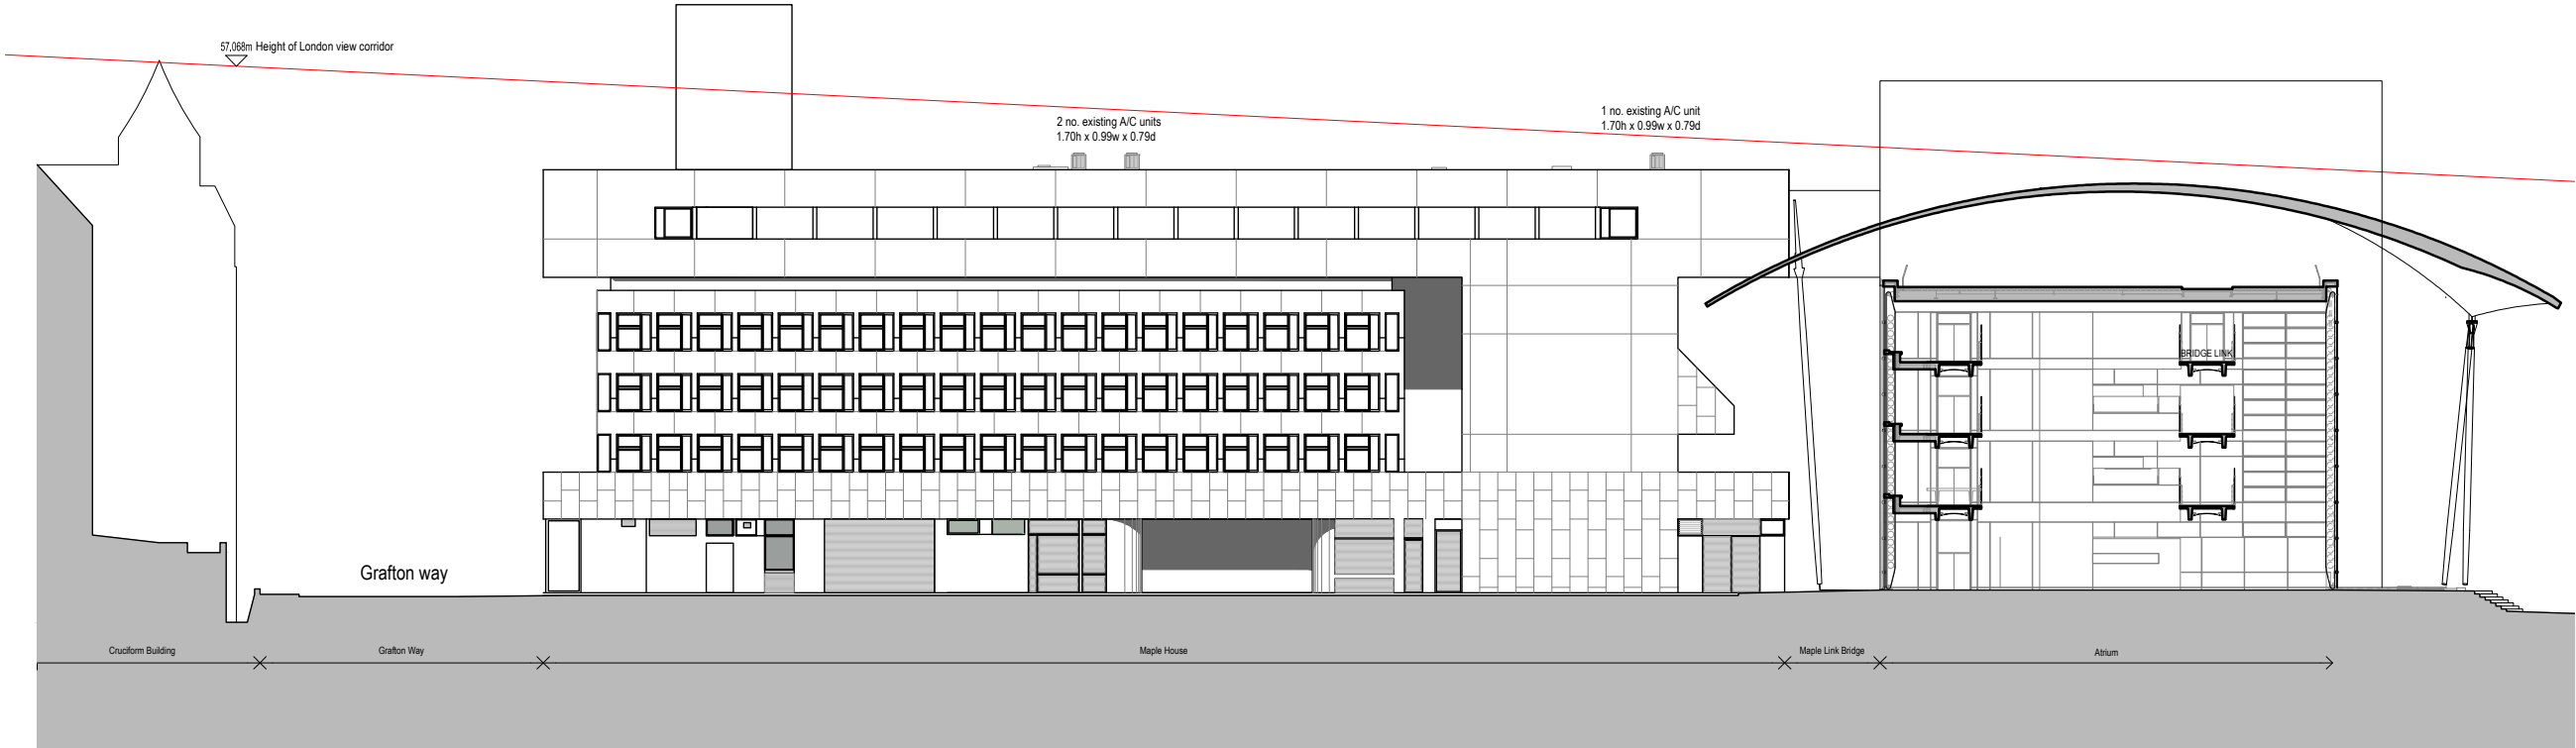 57,068m Height of London view corridor
2 no. existing A/C units
1.70h x 0.99w x 0.79d
1 no. existing A/C unit
1.70h x 0.99w x 0.79d
BRIDGE LINK
Grafton way
Cruciform Building
Grafton Way
Maple House
Maple Link Bridge
Atrium